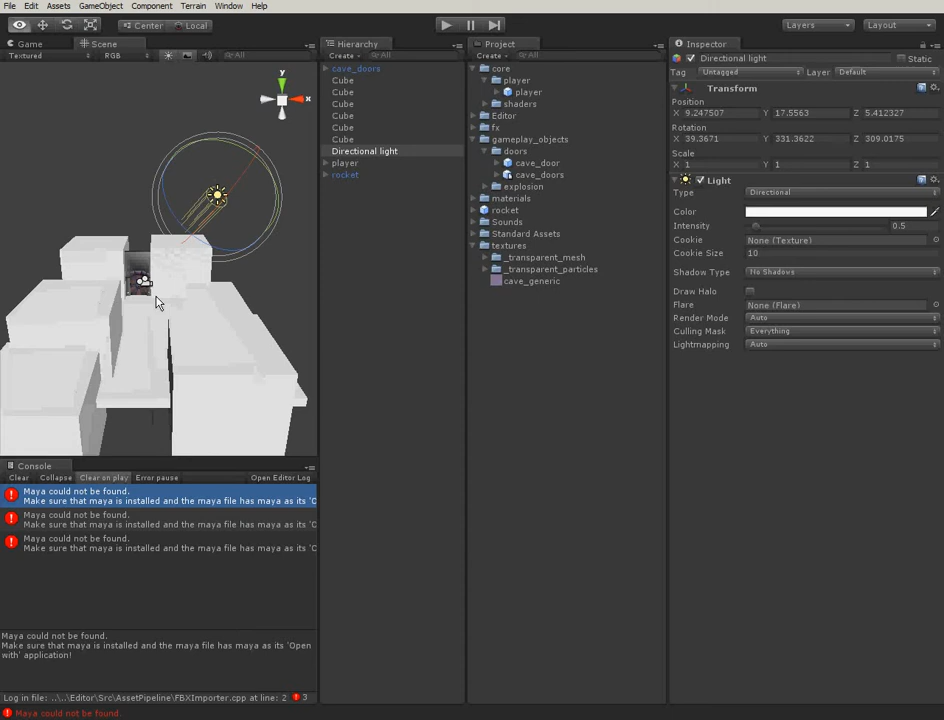 File Edit Assets GameObject Component Terrain Window Help
Center Local Layers Layout
Game Scene
Textured RGB All
y
x
Hierarchy
Create All
cave_doors
Cube
Cube
Cube
Cube
Cube
Cube
Directional light
player
rocket
Project
Create All
core
player
player
shaders
Editor
fx
gameplay_objects
doors
cave_door
cave_doors
explosion
materials
rocket
Sounds
Standard Assets
textures
_transparent_mesh
_transparent_particles
cave_generic
Inspector
Directional light Static
Tag Untagged Layer Default
Transform
Position
X 9.247507 Y 17.5563 Z 5.412327
Rotation
X 39.3671 Y 331.3622 Z 309.0175
Scale
X 1 Y 1 Z 1
Light
Type Directional
Color
Intensity 0.5
Cookie None (Texture)
Cookie Size 10
Shadow Type No Shadows
Draw Halo
Flare None (Flare)
Render Mode Auto
Culling Mask Everything
Lightmapping Auto
Console
Clear Collapse Clear on play Error pause Open Editor Log
Maya could not be found.
Make sure that maya is installed and the maya file has maya as its 'O
Maya could not be found.
Make sure that maya is installed and the maya file has maya as its 'O
Maya could not be found.
Make sure that maya is installed and the maya file has maya as its 'O
Maya could not be found.
Make sure that maya is installed and the maya file has maya as its 'Open
with' application!
Log in file: ..\..\Editor\Src\AssetPipeline\FBXImporter.cpp at line: 2 3
Maya could not be found.